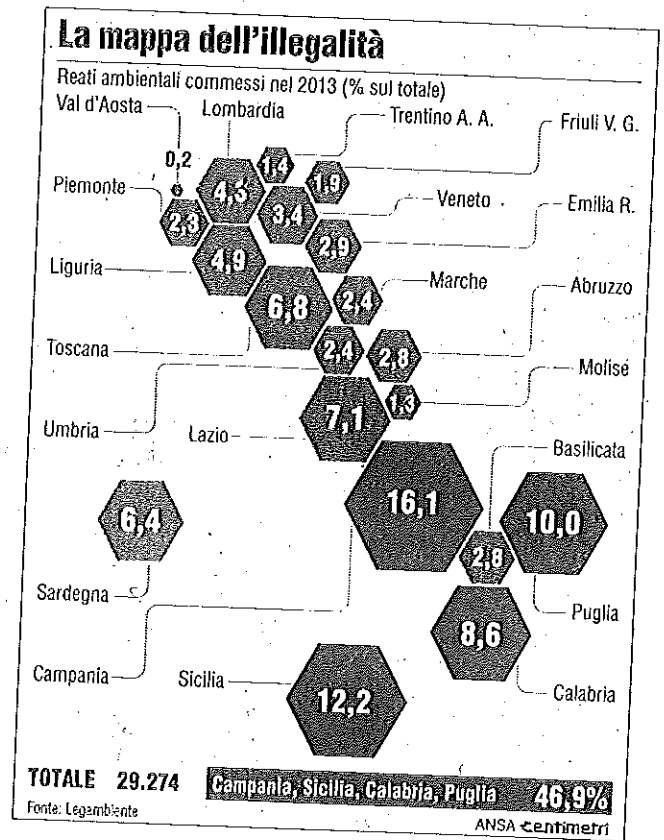 La mappa dell'illegalità
Reati ambientali commessi nel 2013 (% sul totale)
Val d'Aosta
Lombardia
Trentino A. A.
Friuli V. G.
0,2
4,3
1,4
1,9
Piemonte
2,3
3,4
Veneto
Emilia R.
4,9
2,9
Liguria
6,8
2,4
Marche
Abruzzo
Toscana
2,4
2,8
Molise
7,1
1,3
Umbria
Lazio
Basilicata
6,4
16,1
10,0
2,8
Sardegna
8,6
Puglia
Campania
Sicilia
12,2
Calabria
TOTALE 29.274
Campania, Sicilia, Calabria, Puglia 46,9%
Fonte: Legambiente
ANSA centimetri